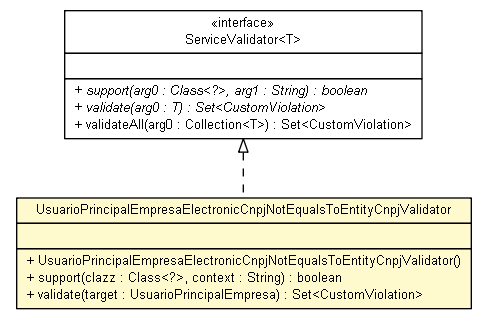 «interface»
ServiceValidator<T>
+ support(arg0 : Class<?>, arg1 : String) : boolean
+ validate(arg0 : T) : Set<CustomViolation>
+ validateAll(arg0 : Collection<T>) : Set<CustomViolation>
UsuarioPrincipalEmpresaElectronicCnpjNotEqualsToEntityCnpjValidator
+ UsuarioPrincipalEmpresaElectronicCnpjNotEqualsToEntityCnpjValidator()
+ support(clazz : Class<?>, context : String) : boolean
+ validate(target : UsuarioPrincipalEmpresa) : Set<CustomViolation>